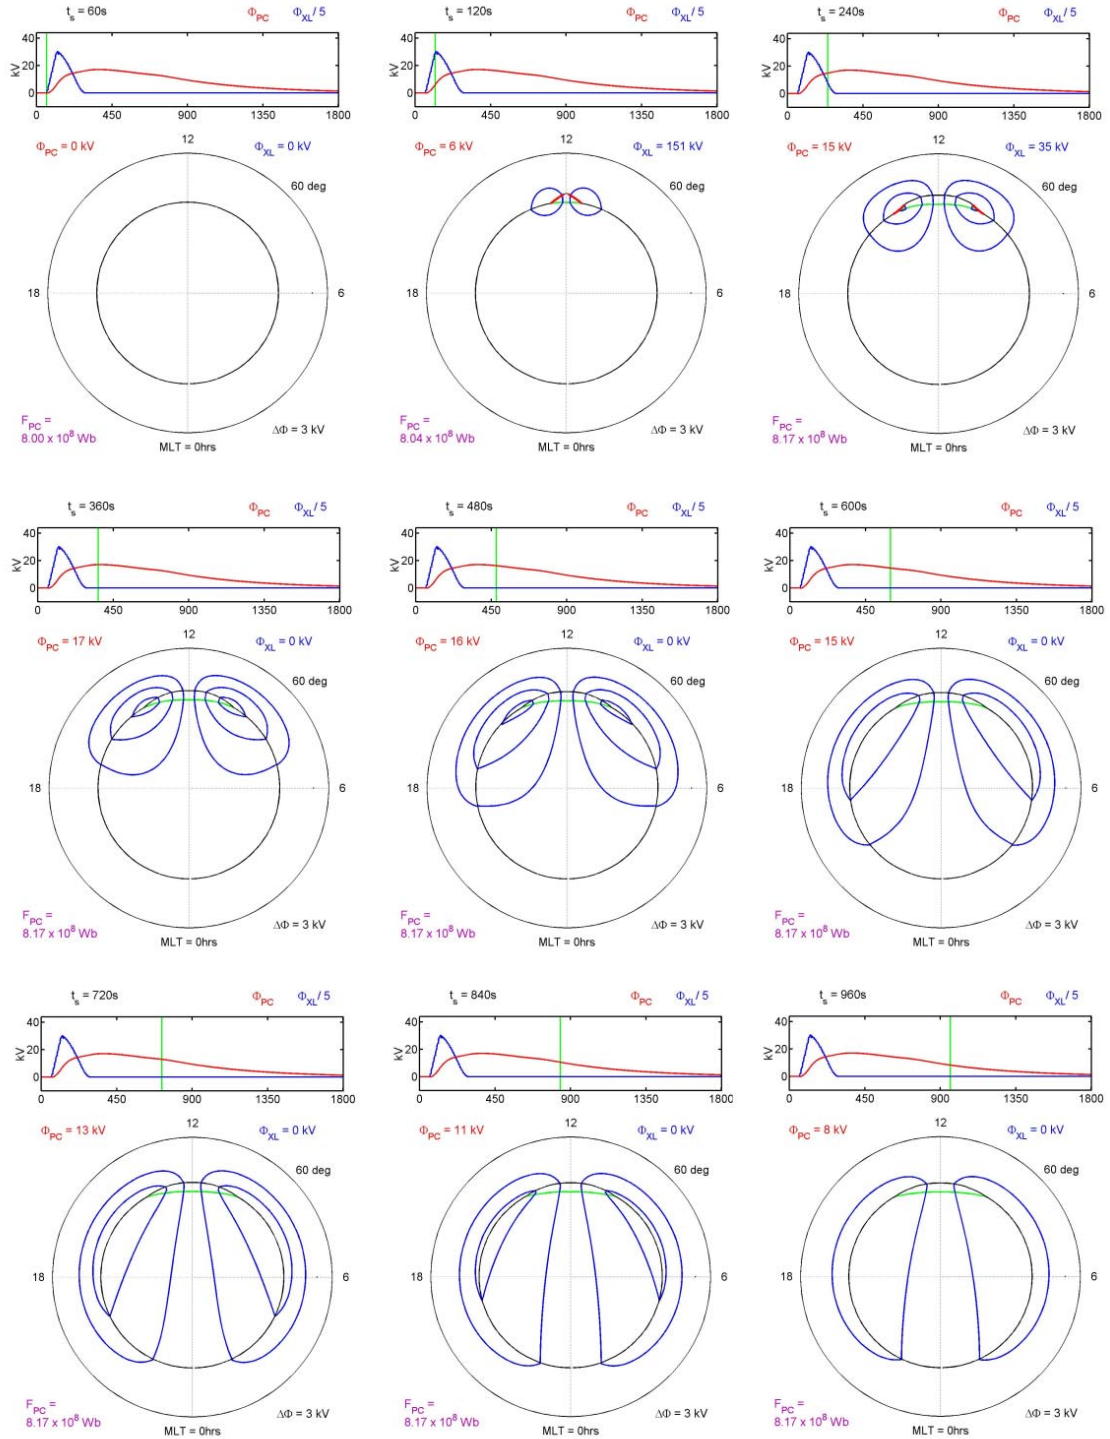 t_s = 60s Φ_PC Φ_XL/ 5
40
20
0
kV
0 450 900 1350 1800
Φ_PC = 0 kV 12 Φ_XL = 0 kV
60 deg
18 6
F_PC =
8.00 x 10^8 Wb
ΔΦ = 3 kV
MLT = 0hrs
t_s = 120s Φ_PC Φ_XL/ 5
40
20
0
kV
0 450 900 1350 1800
Φ_PC = 6 kV 12 Φ_XL = 151 kV
60 deg
18 6
F_PC =
8.04 x 10^8 Wb
ΔΦ = 3 kV
MLT = 0hrs
t_s = 240s Φ_PC Φ_XL/ 5
40
20
0
kV
0 450 900 1350 1800
Φ_PC = 15 kV 12 Φ_XL = 35 kV
60 deg
18 6
F_PC =
8.17 x 10^8 Wb
ΔΦ = 3 kV
MLT = 0hrs
t_s = 360s Φ_PC Φ_XL/ 5
40
20
0
kV
0 450 900 1350 1800
Φ_PC = 17 kV 12 Φ_XL = 0 kV
60 deg
18 6
F_PC =
8.17 x 10^8 Wb
ΔΦ = 3 kV
MLT = 0hrs
t_s = 480s Φ_PC Φ_XL/ 5
40
20
0
kV
0 450 900 1350 1800
Φ_PC = 16 kV 12 Φ_XL = 0 kV
60 deg
18 6
F_PC =
8.17 x 10^8 Wb
ΔΦ = 3 kV
MLT = 0hrs
t_s = 600s Φ_PC Φ_XL/ 5
40
20
0
kV
0 450 900 1350 1800
Φ_PC = 15 kV 12 Φ_XL = 0 kV
60 deg
18 6
F_PC =
8.17 x 10^8 Wb
ΔΦ = 3 kV
MLT = 0hrs
t_s = 720s Φ_PC Φ_XL/ 5
40
20
0
kV
0 450 900 1350 1800
Φ_PC = 13 kV 12 Φ_XL = 0 kV
60 deg
18 6
F_PC =
8.17 x 10^8 Wb
ΔΦ = 3 kV
MLT = 0hrs
t_s = 840s Φ_PC Φ_XL/ 5
40
20
0
kV
0 450 900 1350 1800
Φ_PC = 11 kV 12 Φ_XL = 0 kV
60 deg
18 6
F_PC =
8.17 x 10^8 Wb
ΔΦ = 3 kV
MLT = 0hrs
t_s = 960s Φ_PC Φ_XL/ 5
40
20
0
kV
0 450 900 1350 1800
Φ_PC = 8 kV 12 Φ_XL = 0 kV
60 deg
18 6
F_PC =
8.17 x 10^8 Wb
ΔΦ = 3 kV
MLT = 0hrs